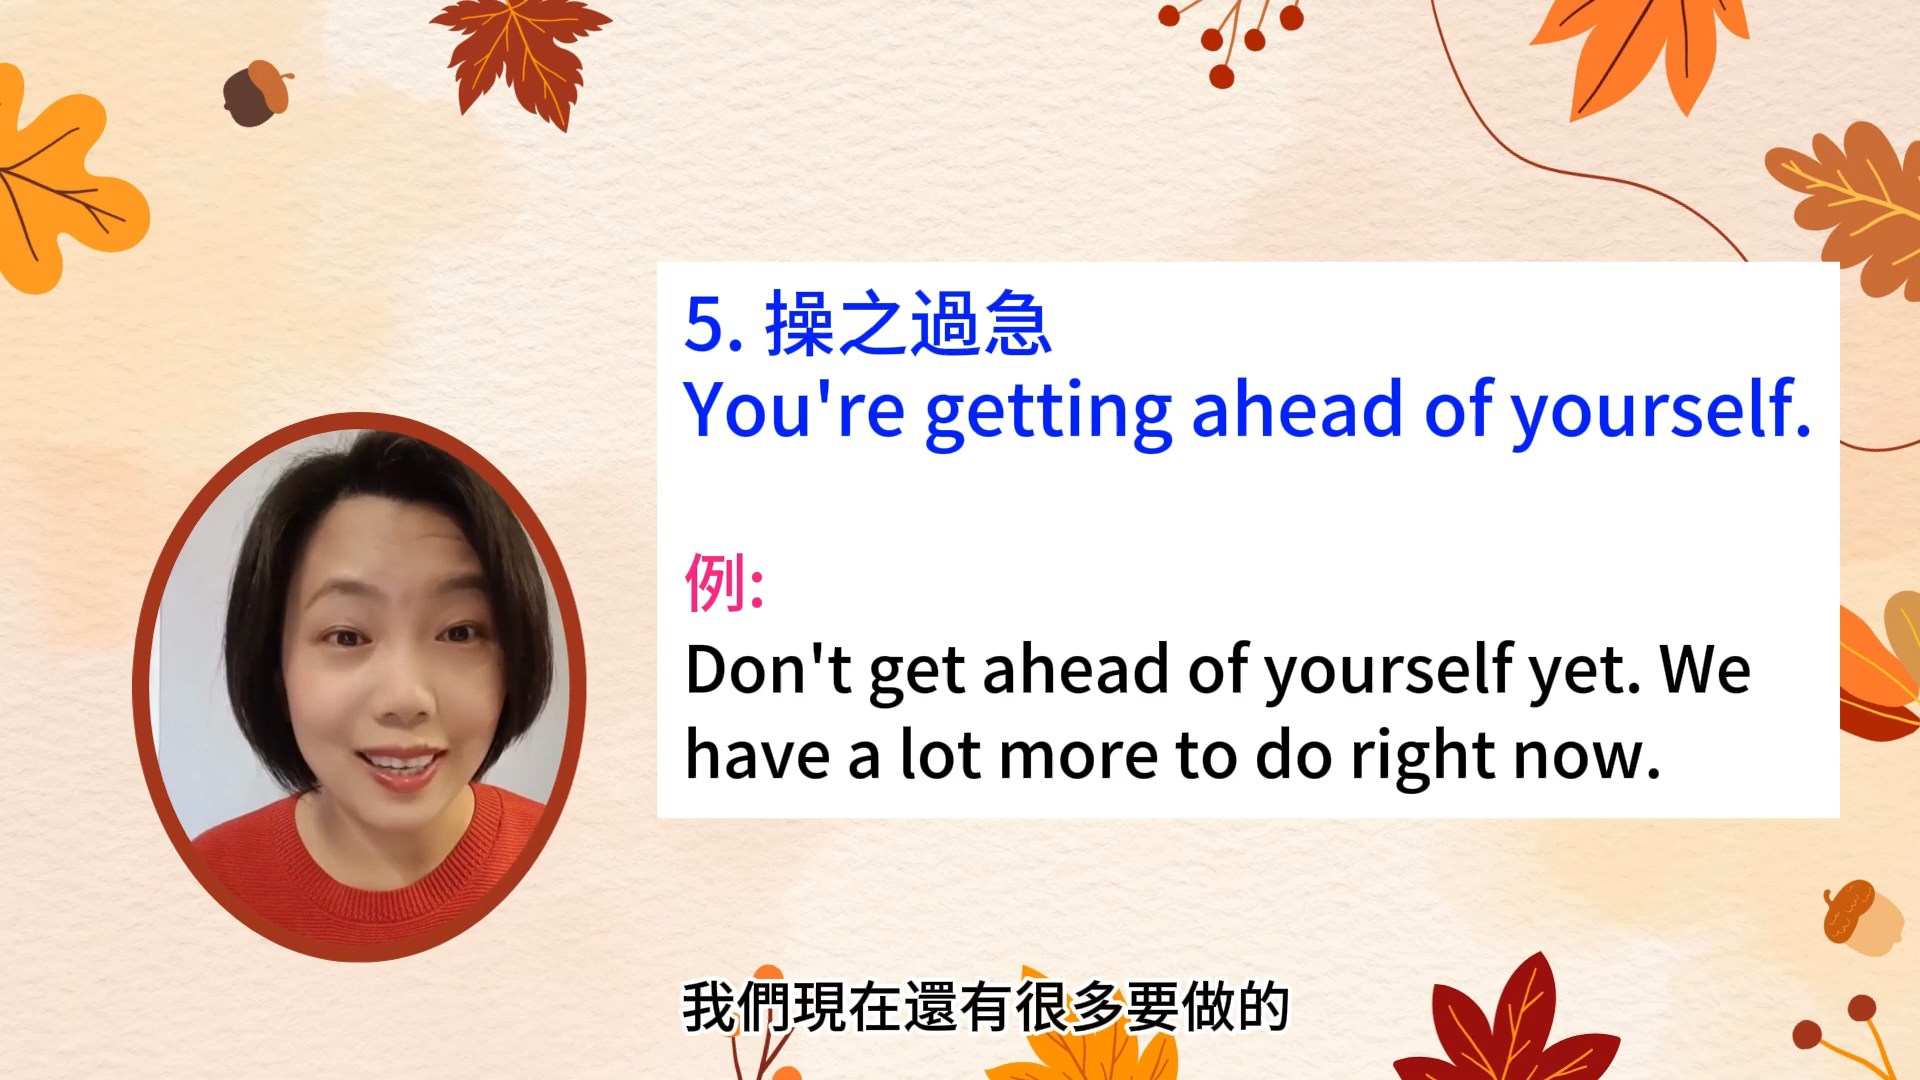 5. 操之過急
You're getting ahead of yourself.
例:
Don't get ahead of yourself yet. We
have a lot more to do right now.
我們現在還有很多要做的